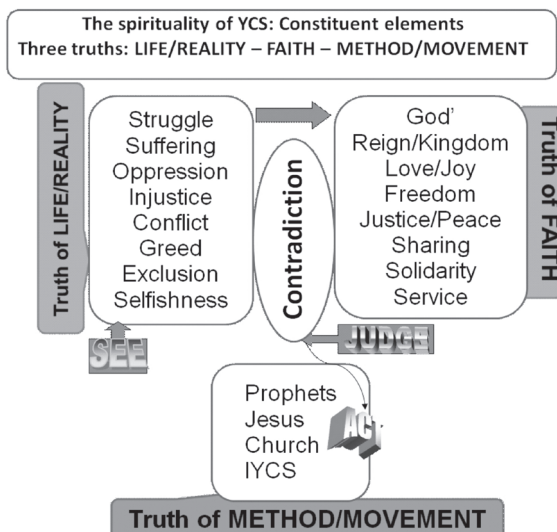 The spirituality of YCS: Constituent elements
Three truths: LIFE/REALITY – FAITH – METHOD/MOVEMENT
Truth of LIFE/REALITY
Struggle
Suffering
Oppression
Injustice
Conflict
Greed
Exclusion
Selfishness
SEE
Contradiction
God'
Reign/Kingdom
Love/Joy
Freedom
Justice/Peace
Sharing
Solidarity
Service
Truth of FAITH
JUDGE
Prophets
Jesus
Church
IYCS
ACT
Truth of METHOD/MOVEMENT